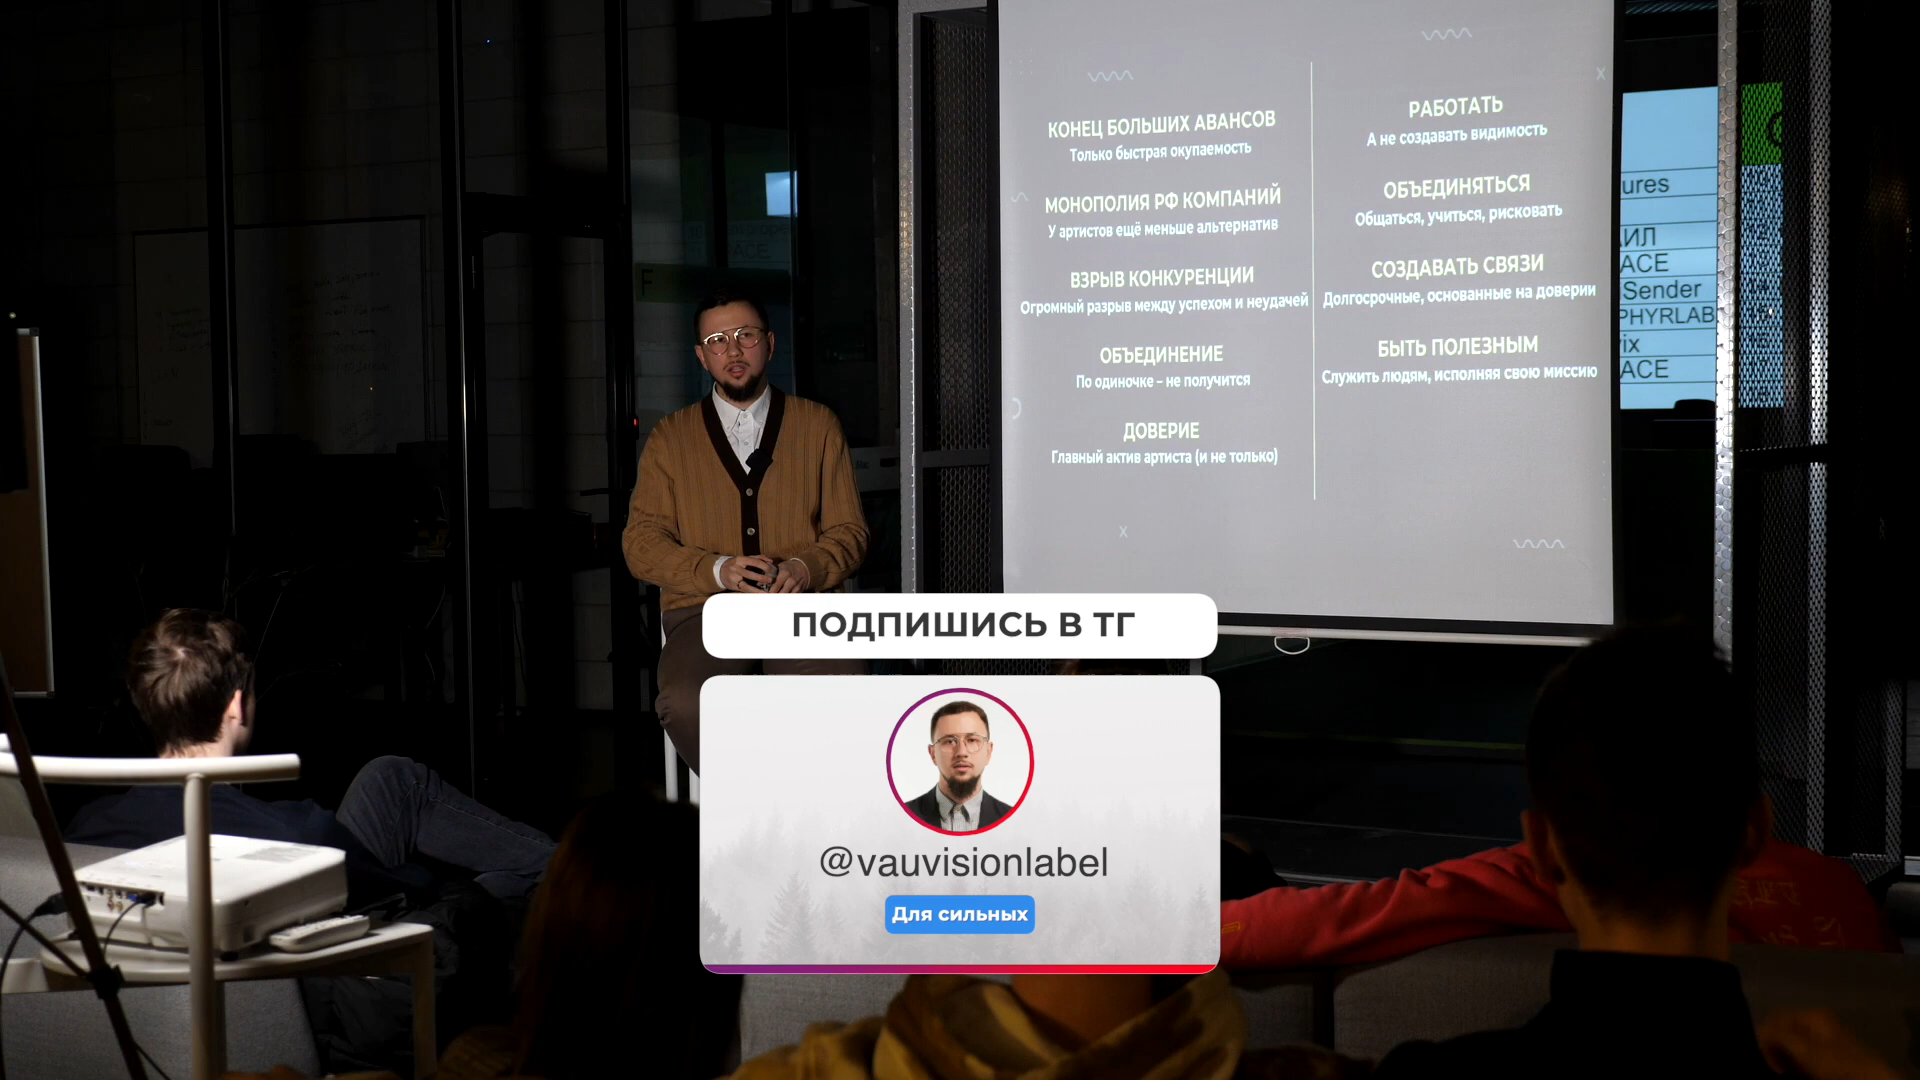 КОНЕЦ БОЛЬШИХ АВАНСОВ
Только быстрая окупаемость
МОНОПОЛИЯ РФ КОМПАНИЙ
У артистов ещё меньше альтернатив
ВЗРЫВ КОНКУРЕНЦИИ
Огромный разрыв между успехом и неудачей
ОБЪЕДИНЕНИЕ
По одиночке – не получится
ДОВЕРИЕ
Главный актив артиста (и не только)
РАБОТАТЬ
А не создавать видимость
ОБЪЕДИНЯТЬСЯ
Общаться, учиться, рисковать
СОЗДАВАТЬ СВЯЗИ
Долгосрочные, основанные на доверии
БЫТЬ ПОЛЕЗНЫМ
Служить людям, исполняя свою миссию
ures
ИЛ
ACE
Sender
PHYRLAB
ix
ACE
ПОДПИШИСЬ В ТГ
@vauvisionlabel
Для сильных